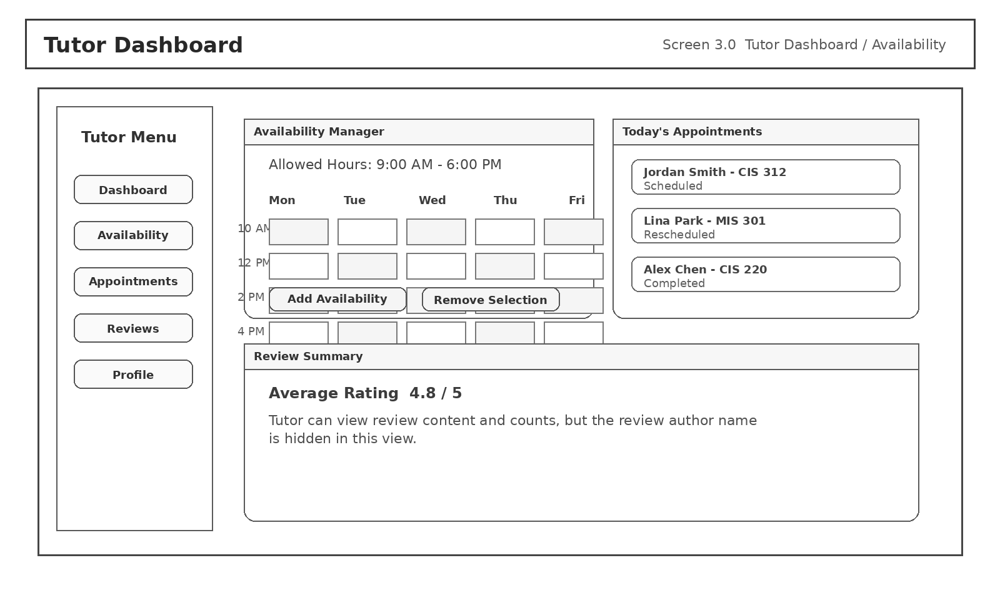 Tutor Dashboard
Screen 3.0  Tutor Dashboard / Availability
Tutor Menu
Dashboard
Availability
Appointments
Reviews
Profile
Availability Manager
Allowed Hours: 9:00 AM - 6:00 PM
Mon Tue Wed Thu Fri
10 AM
12 PM
2 PM
Add Availability Remove Selection
4 PM
Today's Appointments
Jordan Smith - CIS 312
Scheduled
Lina Park - MIS 301
Rescheduled
Alex Chen - CIS 220
Completed
Review Summary
Average Rating  4.8 / 5
Tutor can view review content and counts, but the review author name
is hidden in this view.